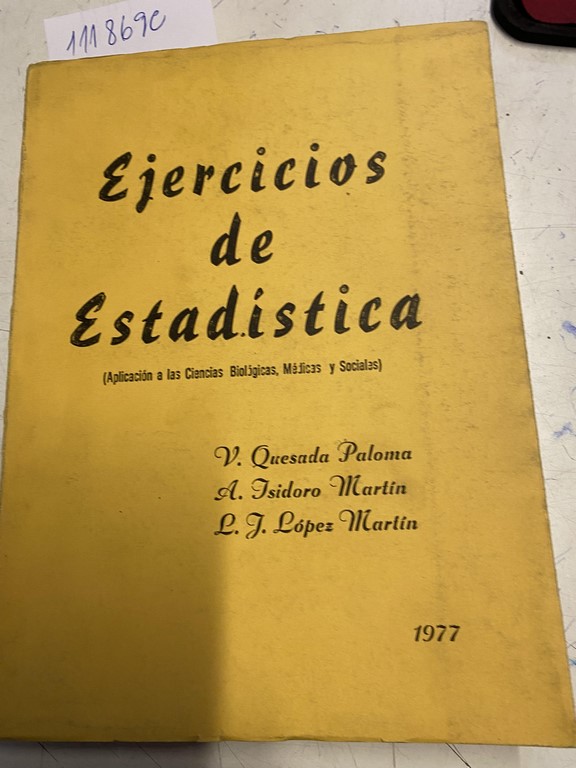 111869c
Ejercicios
de
Estadística
(Aplicación a las Ciencias Biológicas, Médicas y Sociales)
V. Quesada Paloma
A. Isidoro Martín
L. J. López Martín
1977